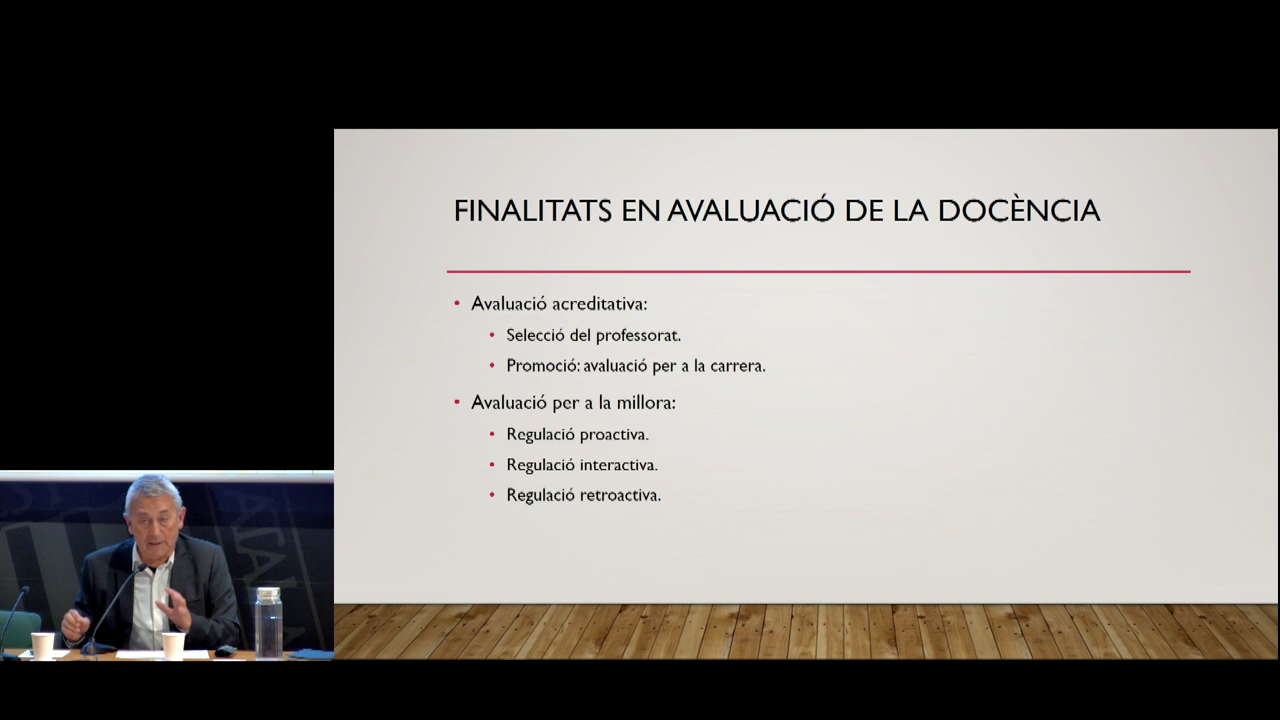 FINALITATS EN AVALUACIÓ DE LA DOCÈNCIA
• Avaluació acreditativa:
• Selecció del professorat.
• Promoció: avaluació per a la carrera.
• Avaluació per a la millora:
• Regulació proactiva.
• Regulació interactiva.
• Regulació retroactiva.